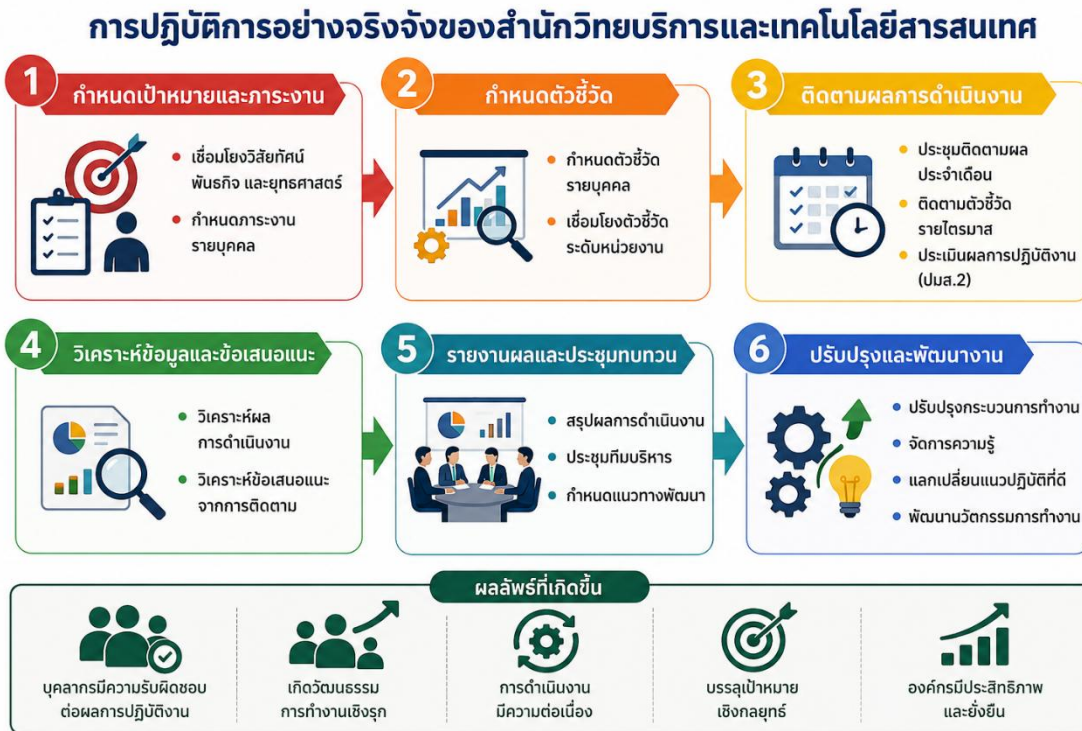 การปฏิบัติการอย่างจริงจังของสำนักวิทยบริการและเทคโนโลยีสารสนเทศ
1
กำหนดเป้าหมายและภาระงาน
เชื่อมโยงวิสัยทัศน์
พันธกิจ และยุทธศาสตร์
กำหนดภาระงาน
รายบุคคล
2
กำหนดตัวชี้วัด
กำหนดตัวชี้วัด
รายบุคคล
เชื่อมโยงตัวชี้วัด
ระดับหน่วยงาน
3
ติดตามผลการดำเนินงาน
ประชุมติดตามผล
ประจำเดือน
ติดตามตัวชี้วัด
รายไตรมาส
ประเมินผลการปฏิบัติงาน
(ปมส.2)
4
วิเคราะห์ข้อมูลและข้อเสนอแนะ
วิเคราะห์ผล
การดำเนินงาน
วิเคราะห์ข้อเสนอแนะ
จากการติดตาม
5
รายงานผลและประชุมทบทวน
สรุปผลการดำเนินงาน
ประชุมทีมบริหาร
กำหนดแนวทางพัฒนา
6
ปรับปรุงและพัฒนางาน
ปรับปรุงกระบวนการทำงาน
จัดการความรู้
แลกเปลี่ยนแนวปฏิบัติที่ดี
พัฒนานวัตกรรมการทำงาน
ผลลัพธ์ที่เกิดขึ้น
บุคลากรมีความรับผิดชอบ
ต่อผลการปฏิบัติงาน
เกิดวัฒนธรรม
การทำงานเชิงรุก
การดำเนินงาน
มีความต่อเนื่อง
บรรลุเป้าหมาย
เชิงกลยุทธ์
องค์กรมีประสิทธิภาพ
และยั่งยืน